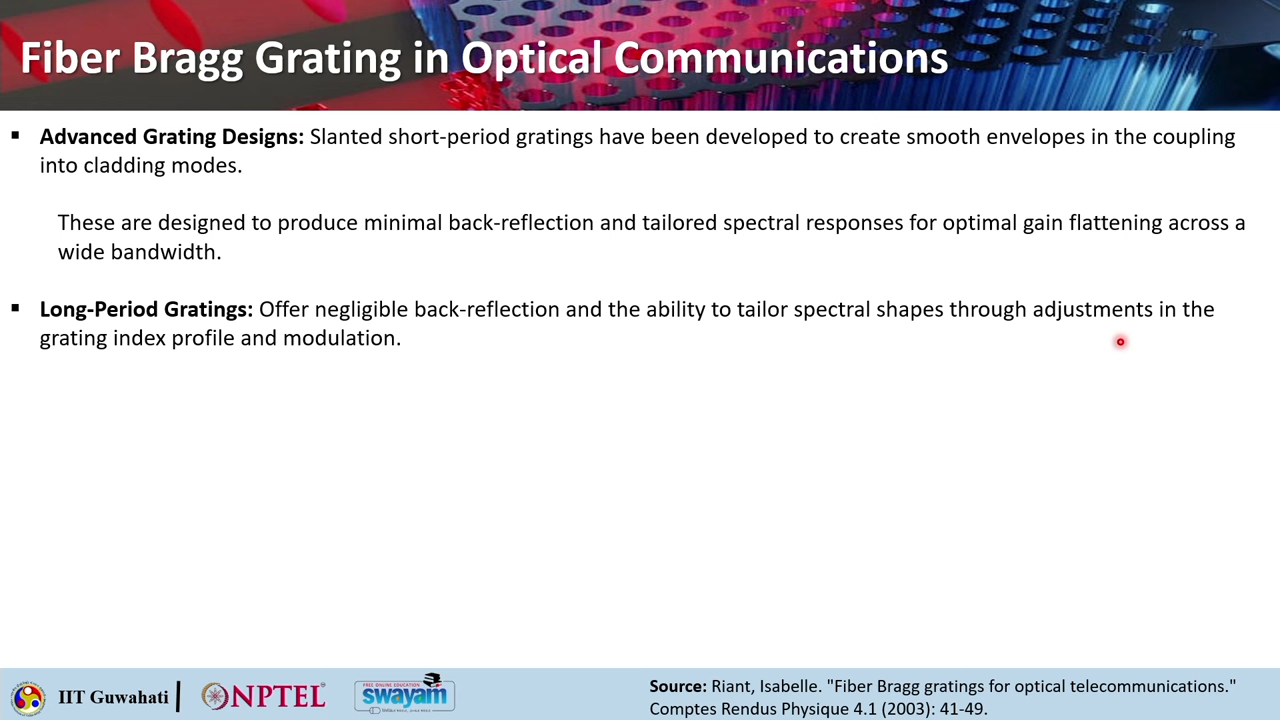 Fiber Bragg Grating in Optical Communications
▪ Advanced Grating Designs: Slanted short-period gratings have been developed to create smooth envelopes in the coupling
into cladding modes.
These are designed to produce minimal back-reflection and tailored spectral responses for optimal gain flattening across a
wide bandwidth.
▪ Long-Period Gratings: Offer negligible back-reflection and the ability to tailor spectral shapes through adjustments in the
grating index profile and modulation.
IIT Guwahati
NPTEL
FREE ONLINE EDUCATION
swayam
Source: Riant, Isabelle. "Fiber Bragg gratings for optical telecommunications."
Comptes Rendus Physique 4.1 (2003): 41-49.